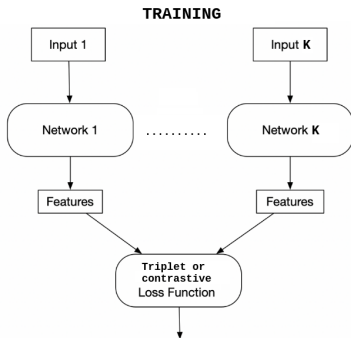 TRAINING
Input 1
Input K
Network 1
..........
Network K
Features
Features
Triplet or
contrastive
Loss Function